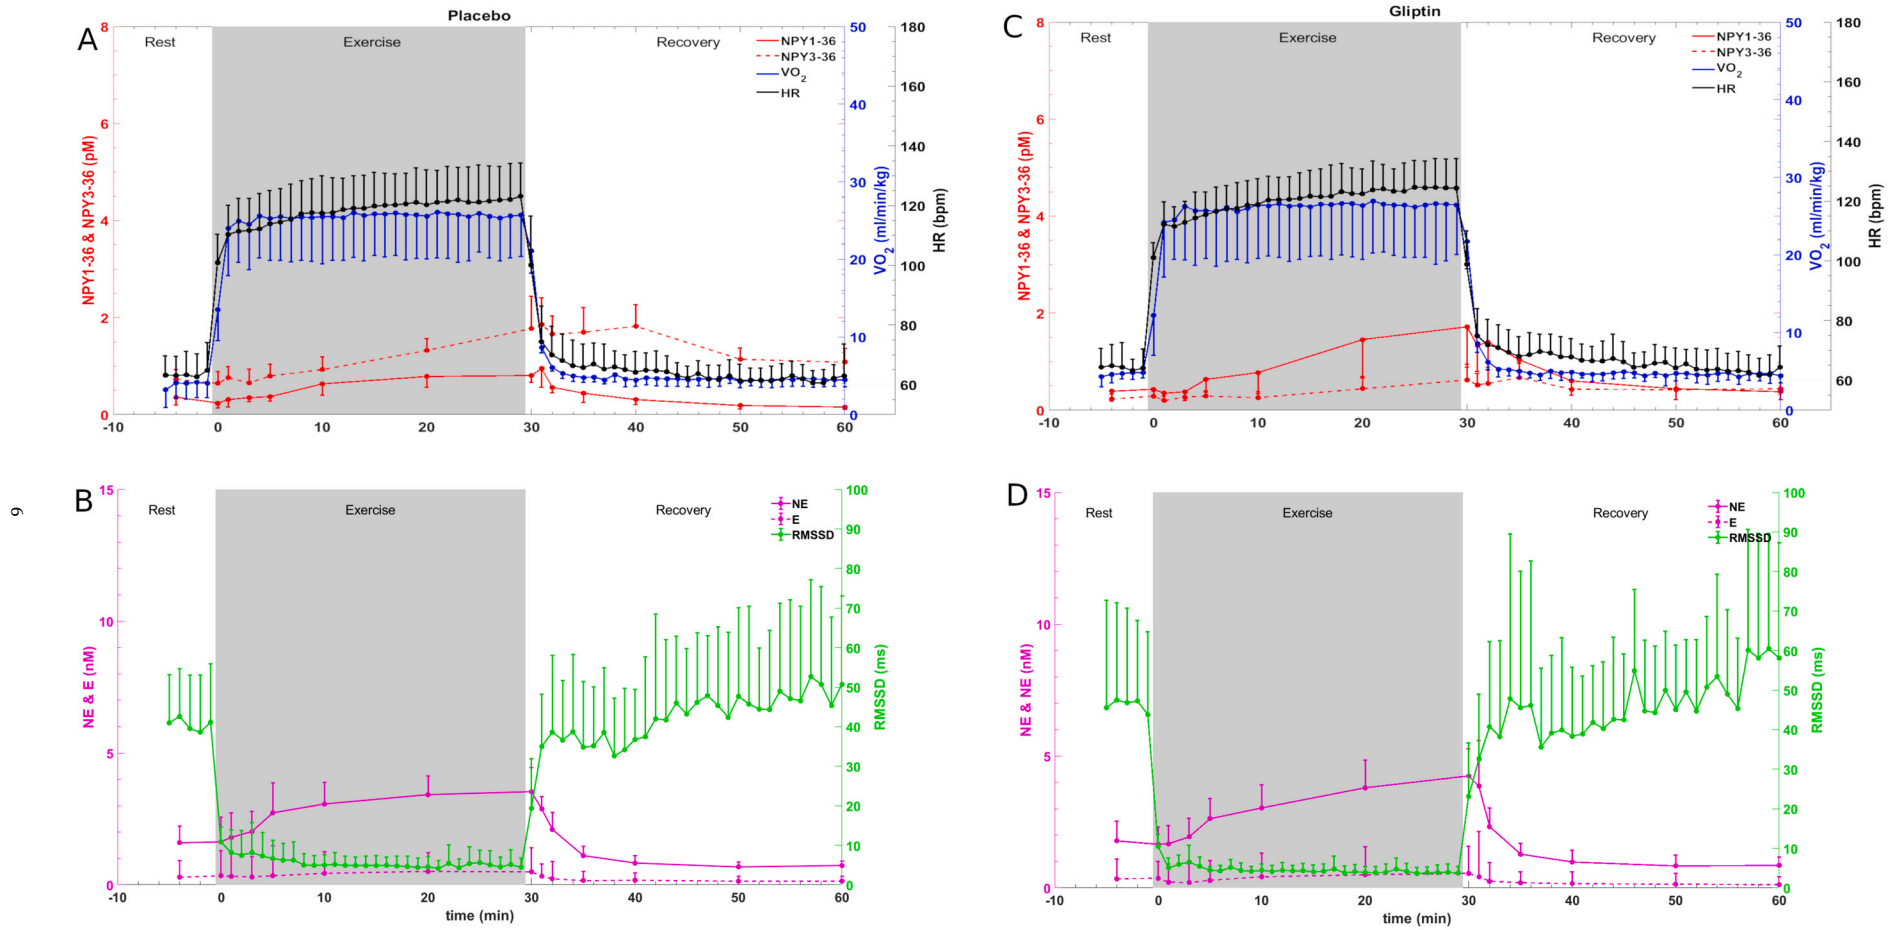 Placebo
A
Rest
Exercise
Recovery
NPY1-36
NPY3-36
VO2
HR
NPY1-36 & NPY3-36 (pM)
8
6
4
2
0
-10
0
10
20
30
40
50
60
VO2 (ml/min/kg)
50
40
30
20
10
0
HR (bpm)
180
160
140
120
100
80
60
Gliptin
C
Rest
Exercise
Recovery
NPY1-36
NPY3-36
VO2
HR
NPY1-36 & NPY3-36 (pM)
8
6
4
2
0
-10
0
10
20
30
40
50
60
VO2 (ml/min/kg)
50
40
30
20
10
0
HR (bpm)
180
160
140
120
100
80
60
9
B
Rest
Exercise
Recovery
NE
E
RMSSD
NE & E (nM)
15
10
5
0
-10
0
10
20
30
40
50
60
time (min)
RMSSD (ms)
100
90
80
70
60
50
40
30
20
10
0
D
Rest
Exercise
Recovery
NE
E
RMSSD
NE & NE (nM)
15
10
5
0
-10
0
10
20
30
40
50
60
time (min)
RMSSD (ms)
100
90
80
70
60
50
40
30
20
10
0